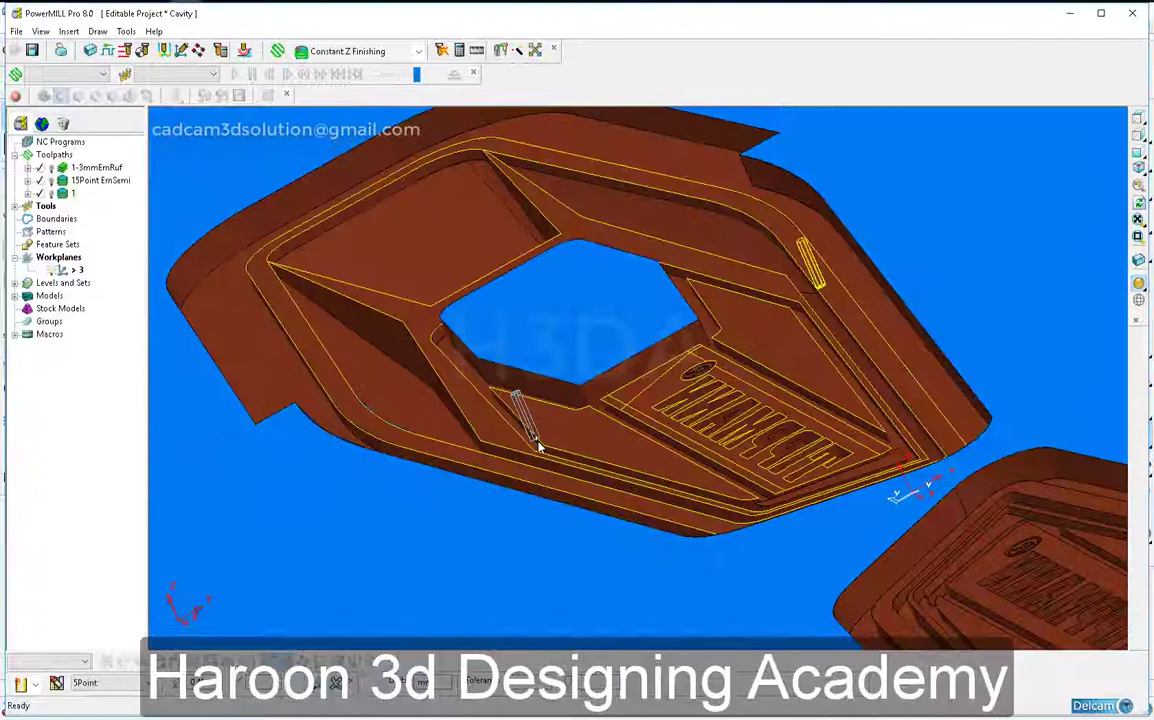 PowerMILL Pro 8.0 [ Editable Project * Cavity ]
File View Insert Draw Tools Help
Constant Z Finishing
cadcam3dsolution@gmail.com
NC Programs
Toolpaths
1-3mmEmRuf
15Point EmSemi
1
Tools
Boundaries
Patterns
Feature Sets
Workplanes
> 3
Levels and Sets
Models
Stock Models
Groups
Macros
H3DA
Haroon 3d Designing Academy
5Point
Tolerance
Ready
Delcam